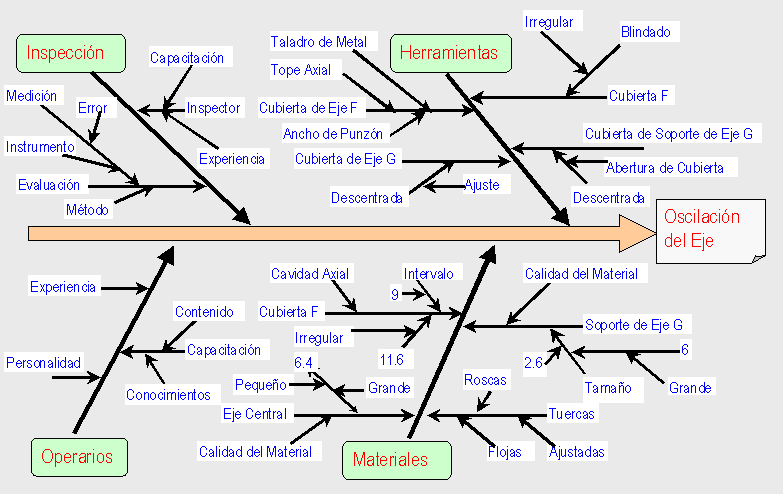 Inspección
Capacitación
Medición
Error
Inspector
Instrumento
Experiencia
Evaluación
Método
Herramientas
Irregular
Blindado
Taladro de Metal
Tope Axial
Cubierta de Eje F
Cubierta F
Ancho de Punzón
Cubierta de Soporte de Eje G
Cubierta de Eje G
Abertura de Cubierta
Descentrada
Ajuste
Descentrada
Oscilación
del Eje
Experiencia
Contenido
Personalidad
Capacitación
Conocimientos
Operarios
Cavidad Axial
Intervalo
Calidad del Material
9
Cubierta F
Irregular
11.6
Soporte de Eje G
6.4
2.6
6
Pequeño
Grande
Roscas
Tamaño
Grande
Eje Central
Tuercas
Calidad del Material
Flojas
Ajustadas
Materiales